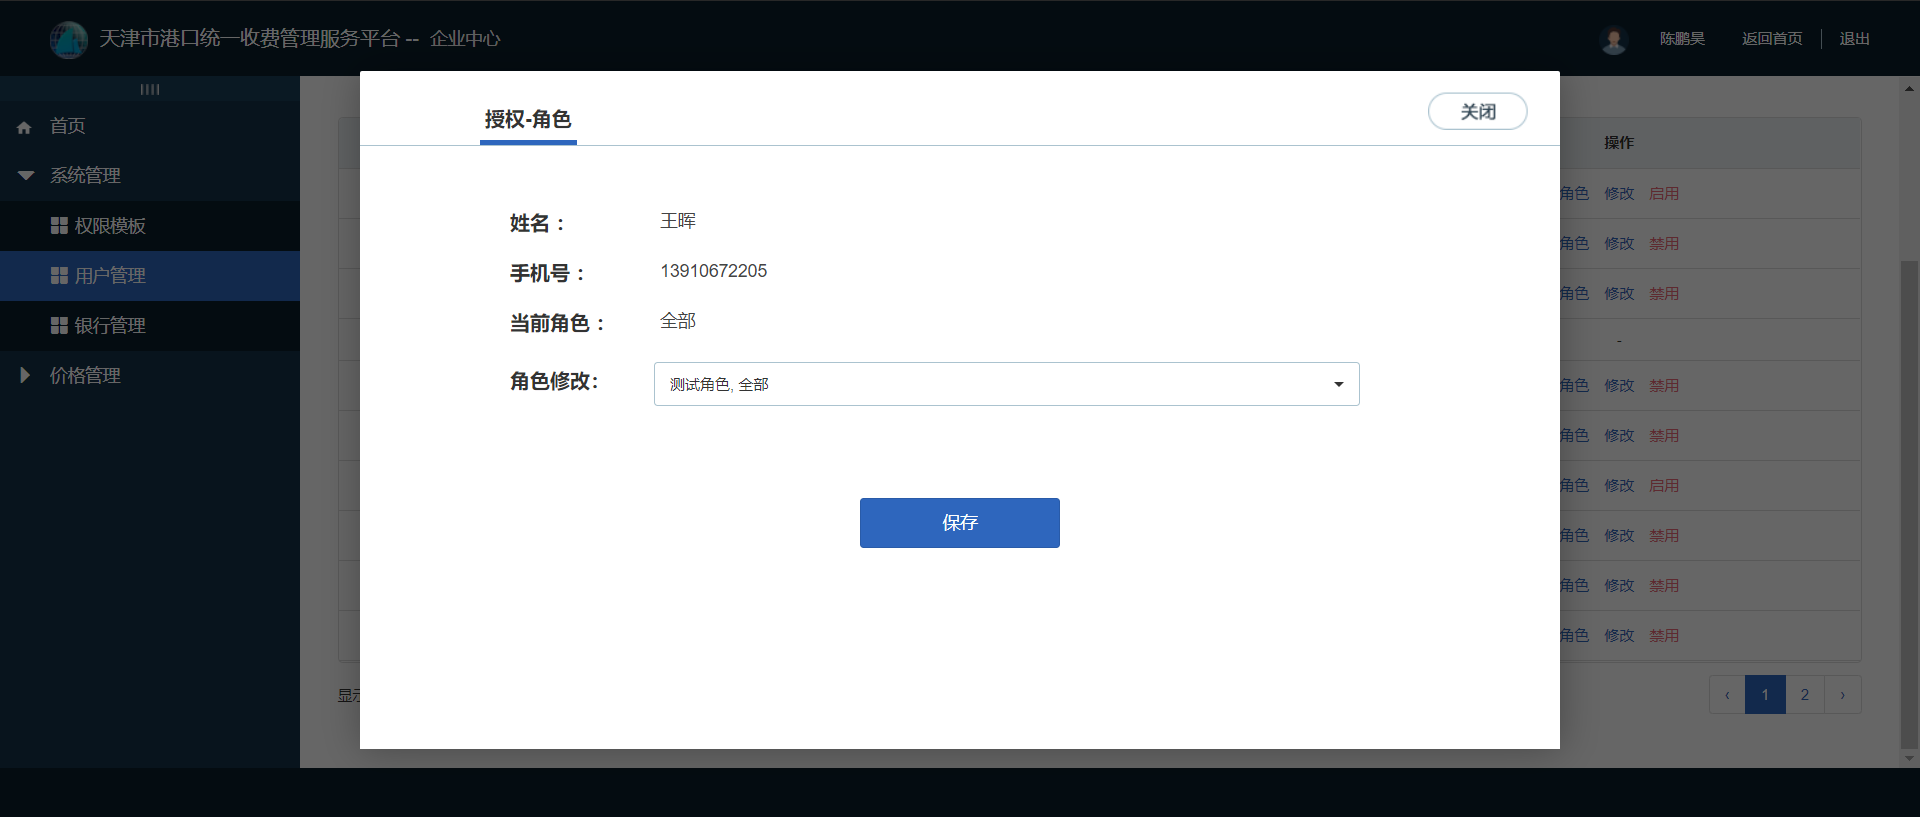 天津市港口统一收费管理服务平台 -- 企业中心
陈鹏昊 返回首页 退出
首页
系统管理
权限模板
用户管理
银行管理
价格管理
授权-角色
关闭
姓名：
王晖
手机号：
13910672205
当前角色：
全部
角色修改：
测试角色, 全部
保存
操作
角色 修改 启用
角色 修改 禁用
角色 修改 禁用
-
角色 修改 禁用
角色 修改 禁用
角色 修改 启用
角色 修改 禁用
角色 修改 禁用
角色 修改 禁用
显示
‹ 1 2 ›